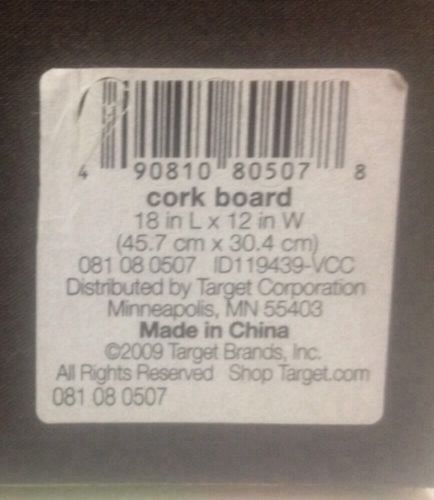 4 90810 80507 8
cork board
18 in L x 12 in W
(45.7 cm x 30.4 cm)
081 08 0507 ID119439-VCC
Distributed by Target Corporation
Minneapolis, MN 55403
Made in China
©2009 Target Brands, Inc.
All Rights Reserved Shop Target.com
081 08 0507